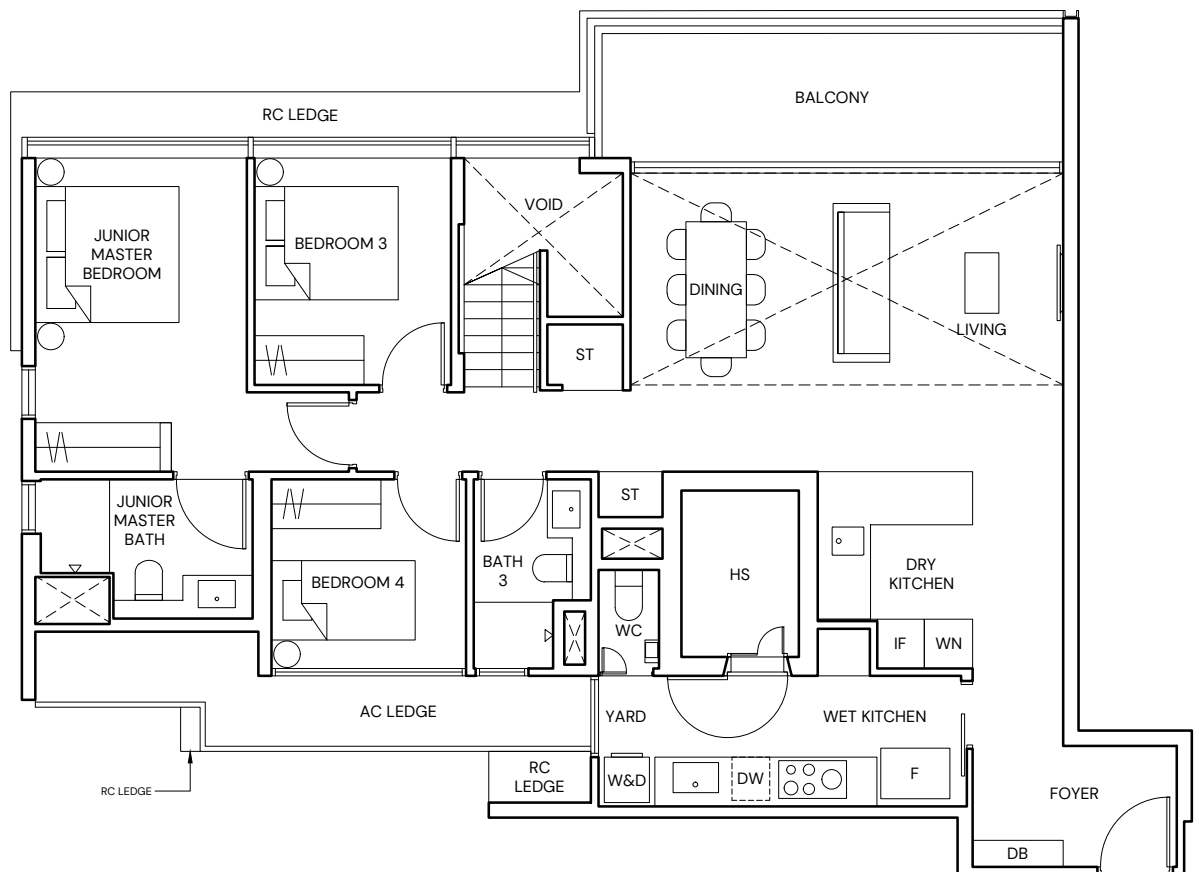 BALCONY
RC LEDGE
VOID
JUNIOR
MASTER
BEDROOM
BEDROOM 3
DINING
LIVING
ST
ST
JUNIOR
MASTER
BATH
BATH
3
BEDROOM 4
HS
DRY
KITCHEN
WC
IF
WN
AC LEDGE
YARD
WET KITCHEN
RC
LEDGE
W&D
DW
F
RC LEDGE
FOYER
DB